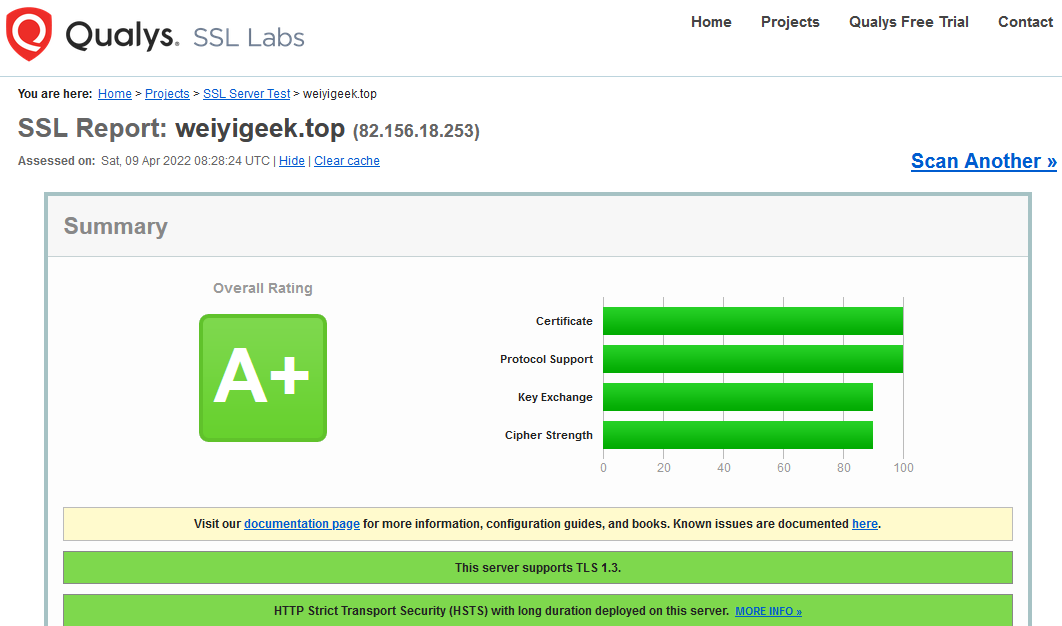 Qualys. SSL Labs
Home Projects Qualys Free Trial Contact
You are here: Home > Projects > SSL Server Test > weiyigeek.top
SSL Report: weiyigeek.top (82.156.18.253)
Assessed on: Sat, 09 Apr 2022 08:28:24 UTC | Hide | Clear cache
Scan Another »
Summary
Overall Rating
A+
Certificate
Protocol Support
Key Exchange
Cipher Strength
0 20 40 60 80 100
Visit our documentation page for more information, configuration guides, and books. Known issues are documented here.
This server supports TLS 1.3.
HTTP Strict Transport Security (HSTS) with long duration deployed on this server. MORE INFO »